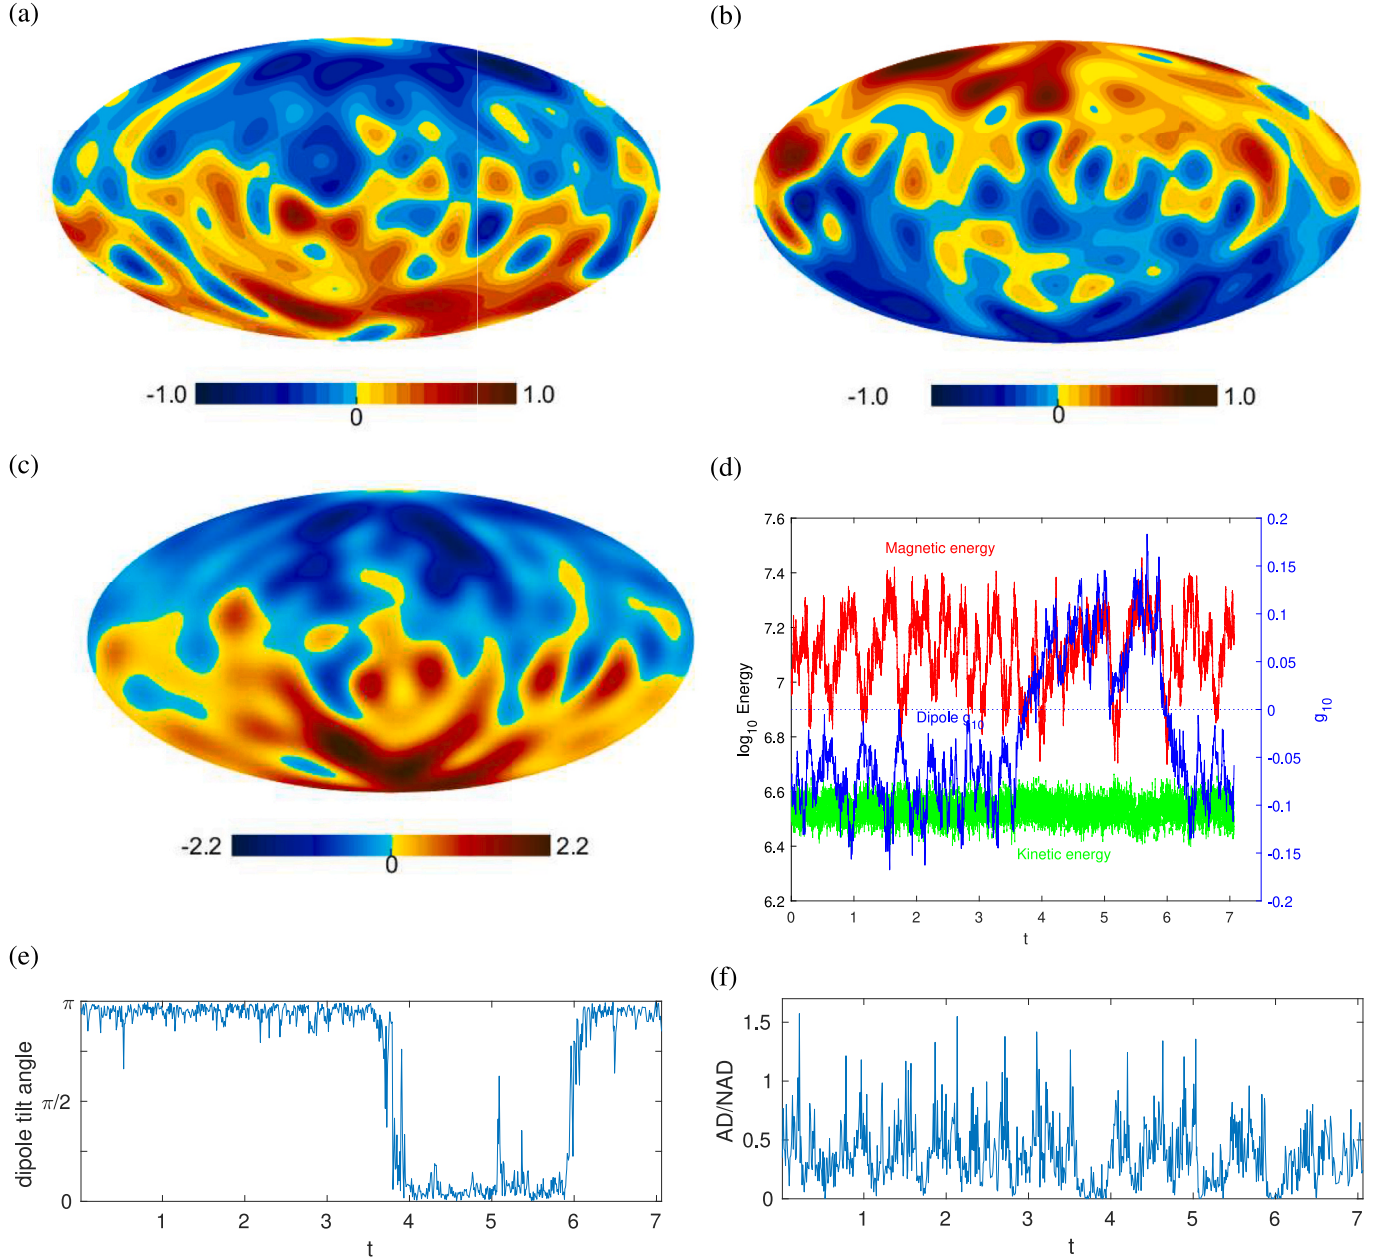 (a)
(b)
-1.0
0
1.0
-1.0
0
1.0
(c)
-2.2
0
2.2
(d)
7.6
7.4
7.2
7
6.8
6.6
6.4
6.2
log10 Energy
0.2
0.15
0.1
0.05
0
-0.05
-0.1
-0.15
-0.2
g10
Magnetic energy
Dipole g10
Kinetic energy
0 1 2 3 4 5 6 7
t
(e)
π
π/2
0
dipole tilt angle
1 2 3 4 5 6 7
t
(f)
1.5
1
0.5
0
AD/NAD
1 2 3 4 5 6 7
t